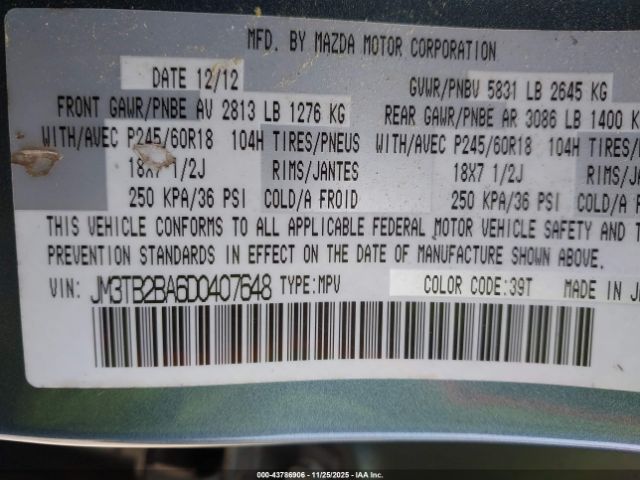 MFD. BY MAZDA MOTOR CORPORATION
DATE 12/12 GVWR/PNBV 5831 LB 2645 KG
FRONT GAWR/PNBE AV 2813 LB 1276 KG REAR GAWR/PNBE AR 3086 LB 1400 K
WITH/AVEC P245/60R18 104H TIRES/PNEUS WITH/AVEC P245/60R18 104H TIRES/
18X7 1/2J RIMS/JANTES 18X7 1/2J RIMS/JAN
250 KPA/36 PSI COLD/A FROID 250 KPA/36 PSI COLD/A
THIS VEHICLE CONFORMS TO ALL APPLICABLE FEDERAL MOTOR VEHICLE SAFETY AND T
PREVENTION STANDARDS IN EFFECT ON THE DATE OF MANUFACTURE SHOWN ABOVE.
VIN: JM3TB2BA6D0407648 TYPE:MPV COLOR CODE:39T MADE IN J
000-43786906 - 11/25/2025 - IAAI.COM